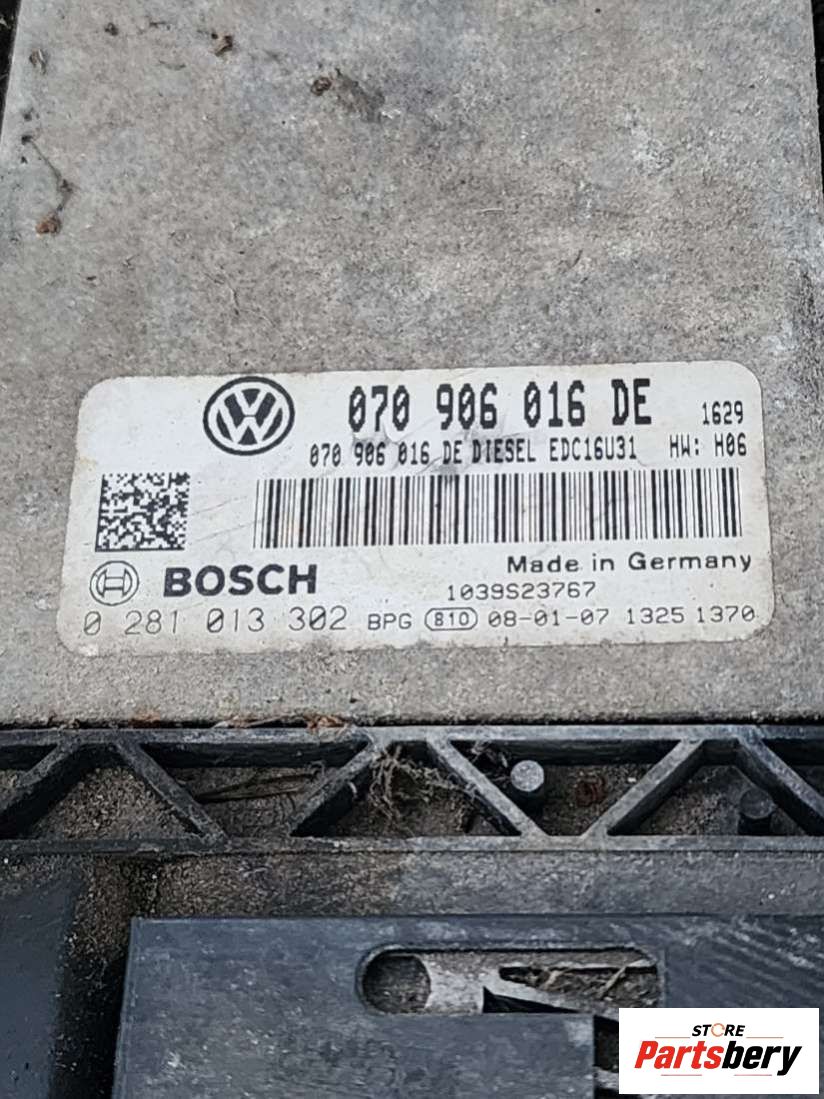 070 906 016 DE 1629
070 906 016 DE DIESEL EDC16U31 HW: H06
Made in Germany
BOSCH 1039S23767
0 281 013 302 BPG 810 08-01-07 1325 1370
STORE
Partsbery